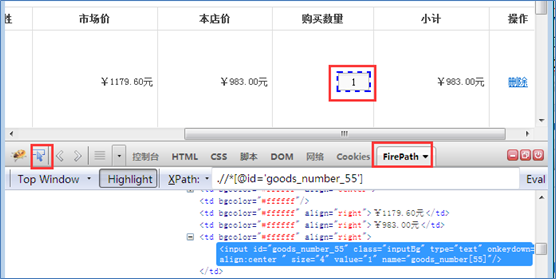 性 市场价 本店价 购买数量 小计 操作
￥1179.60元 ￥983.00元 1 ￥983.00元 删除
控制台 HTML CSS 脚本 DOM 网络 Cookies FirePath
Top Window Highlight XPath: .//*[@id='goods_number_55'] Eval
<td bgcolor="#ffffff"/>
<td bgcolor="#ffffff" align="right">￥1179.60元</td>
<td bgcolor="#ffffff" align="right">￥983.00元</td>
<td bgcolor="#ffffff" align="right">
<input id="goods_number_55" class="inputBg" type="text" onkeydown=
align:center " size="4" value="1" name="goods_number[55]"/>
</td>